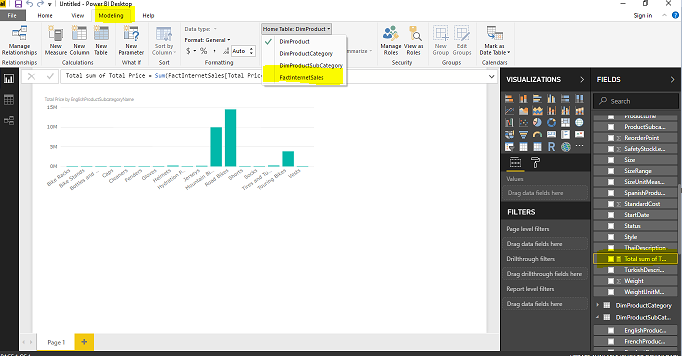 Untitled - Power BI Desktop
File Home View Modeling Help
Sign in
Manage Relationships
New Measure
New Column
New Table
New Parameter
Sort by Column
Data type:
Format: General
$ % , Auto
Home Table: DimProduct
DimProduct
DimProductCategory
DimProductSubCategory
FactInternetSales
Manage Roles
View as Roles
New Group
Edit Groups
Mark as Date Table
Relationships
Calculations
What If
Sort
Formatting
Security
Groups
Calendars
Total sum of Total Price = Sum(FactInternetSales[Total Pric
Total Price by EnglishProductSubcategoryName
15M
10M
5M
0M
Bike Racks
Bike Stands
Bottles and ...
Caps
Cleaners
Fenders
Gloves
Helmets
Hydration P...
Jerseys
Mountain Bi...
Road Bikes
Shorts
Socks
Tires and Tu...
Touring Bikes
Vests
Page 1
VISUALIZATIONS
Values
Drag data fields here
FILTERS
Page level filters
Drag data fields here
Drillthrough filters
Drag drillthrough fields here
Report level filters
Drag data fields here
FIELDS
Search
ProductLine
ProductSubca...
ReorderPoint
SafetyStockLe...
Size
SizeRange
SizeUnitMeas...
SpanishProdu...
StandardCost
StartDate
Status
Style
ThaiDescription
Total sum of T...
TurkishDescri...
Weight
WeightUnitM...
DimProductCategory
DimProductSubCat...
EnglishProduc...
FrenchProduc...